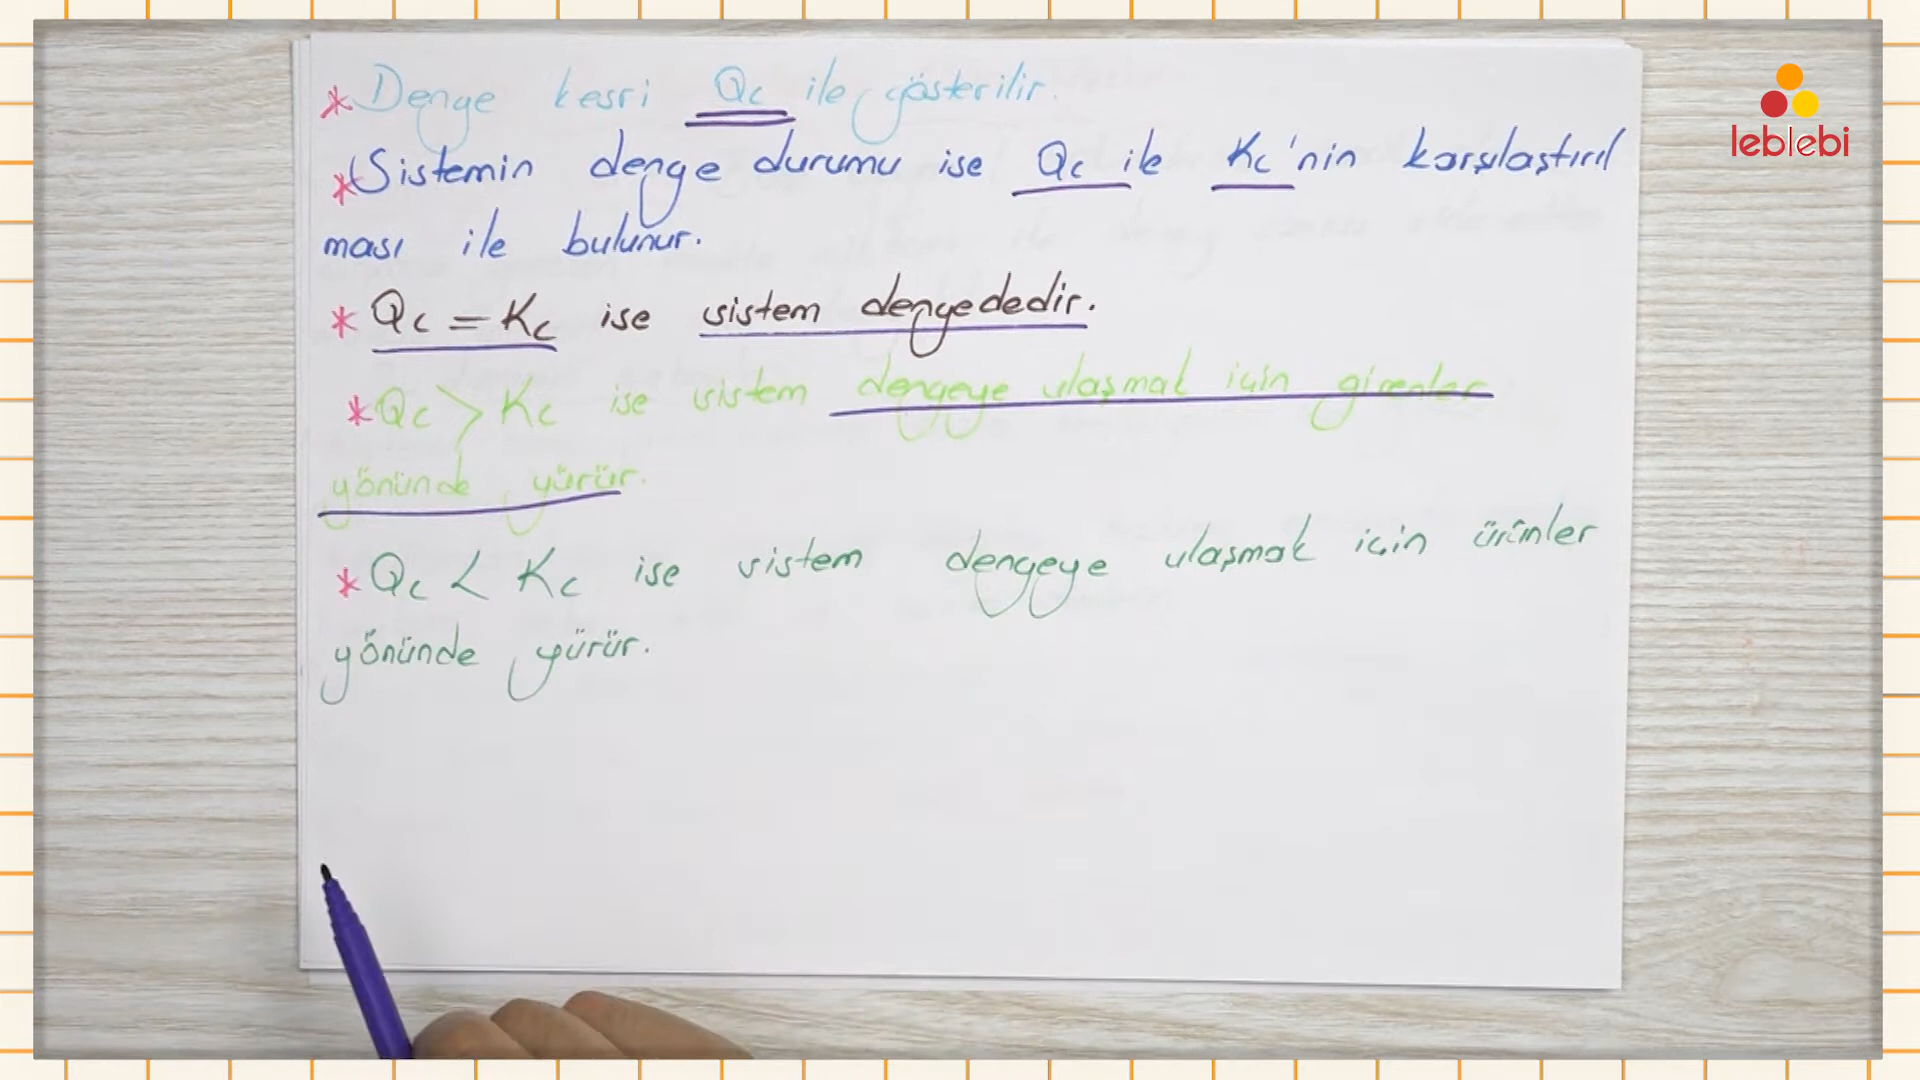 * Denge kesri Qc ile gösterilir.
leblebi
* Sistemin denge durumu ise Qc ile Kc'nin karşılaştırıl
ması ile bulunur.
* Qc = Kc ise sistem dengededir.
* Qc > Kc ise sistem dengeye ulaşmak için girenler
yönünde yürür.
* Qc < Kc ise sistem dengeye ulaşmak için ürünler
yönünde yürür.